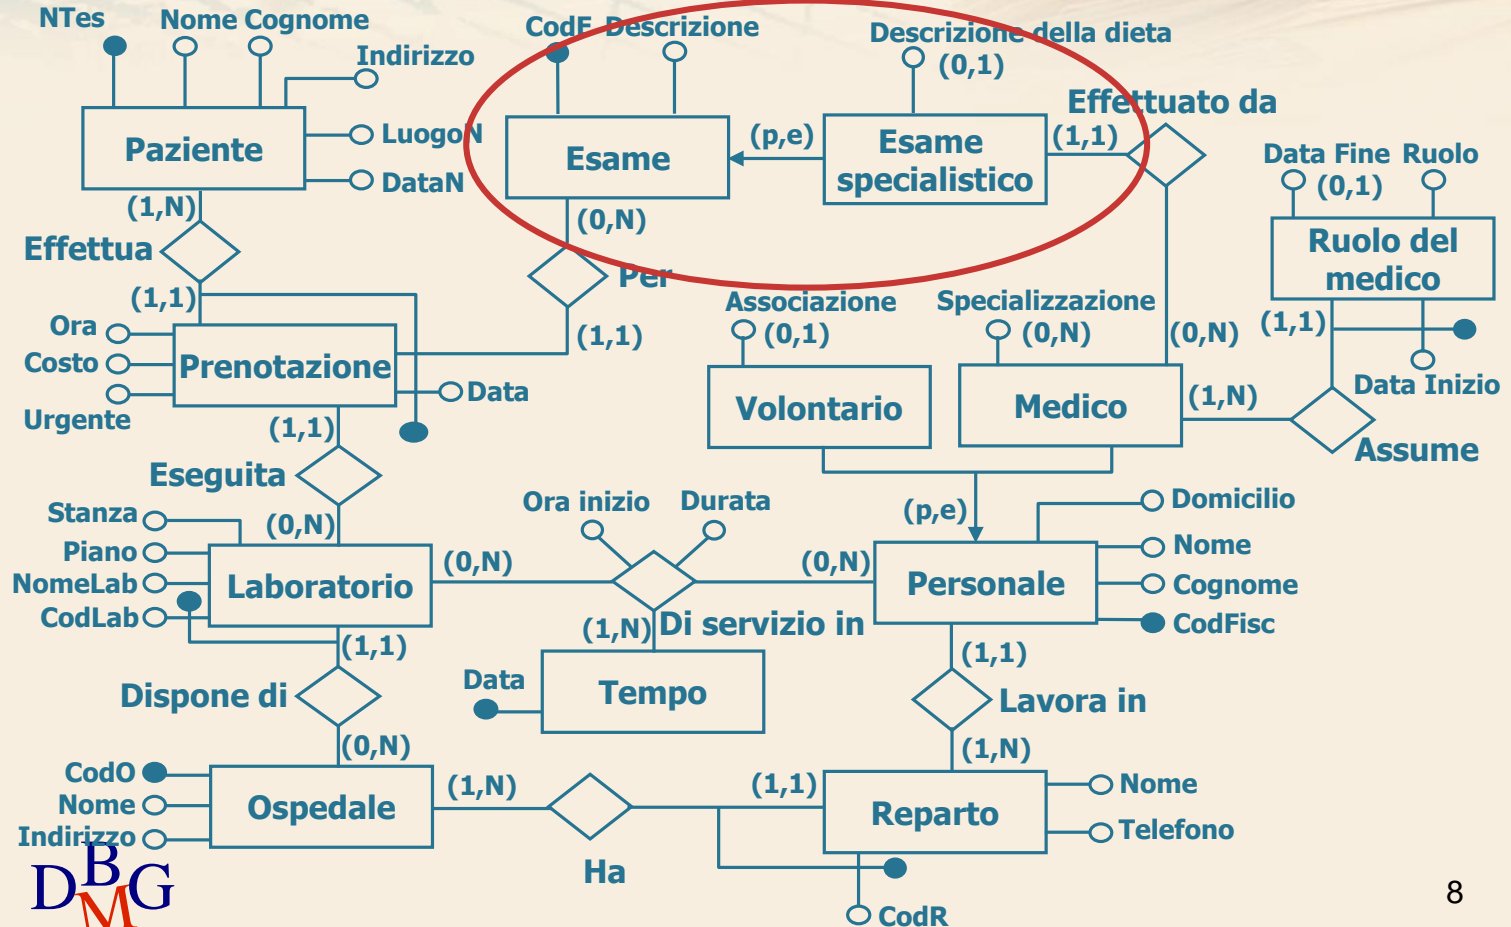 NTes
Nome Cognome
CodE Descrizione
Descrizione della dieta
(0,1)
Indirizzo
Effettuato da
Paziente
LuogoN
DataN
Esame
(p,e)
Esame
specialistico
(1,1)
Data Fine Ruolo
(0,1)
(1,N)
(0,N)
Effettua
Ruolo del
medico
Per
(1,1)
Associazione
(0,1)
Specializzazione
(0,N)
(0,N)
(1,1)
Ora
Costo
Urgente
Prenotazione
(1,1)
Data
Volontario
Medico
(1,N)
Data Inizio
(1,1)
Assume
Eseguita
Stanza
Piano
NomeLab
CodLab
(0,N)
Laboratorio
(0,N)
Ora inizio
Durata
(0,N)
(p,e)
Personale
Domicilio
Nome
Cognome
CodFisc
(1,1)
(1,N)
Di servizio in
(1,1)
Dispone di
Data
Tempo
Lavora in
(0,N)
(1,N)
CodO
Nome
Indirizzo
Ospedale
(1,N)
(1,1)
Reparto
Nome
Telefono
Ha
CodR
DBMG
8